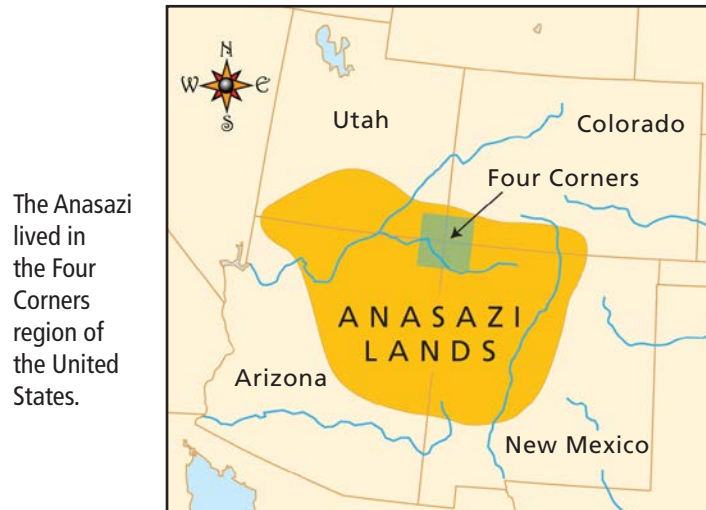 The Anasazi
lived in
the Four
Corners
region of
the United
States.
N
W
E
S
Utah
Colorado
Four Corners
ANASAZI
LANDS
Arizona
New Mexico